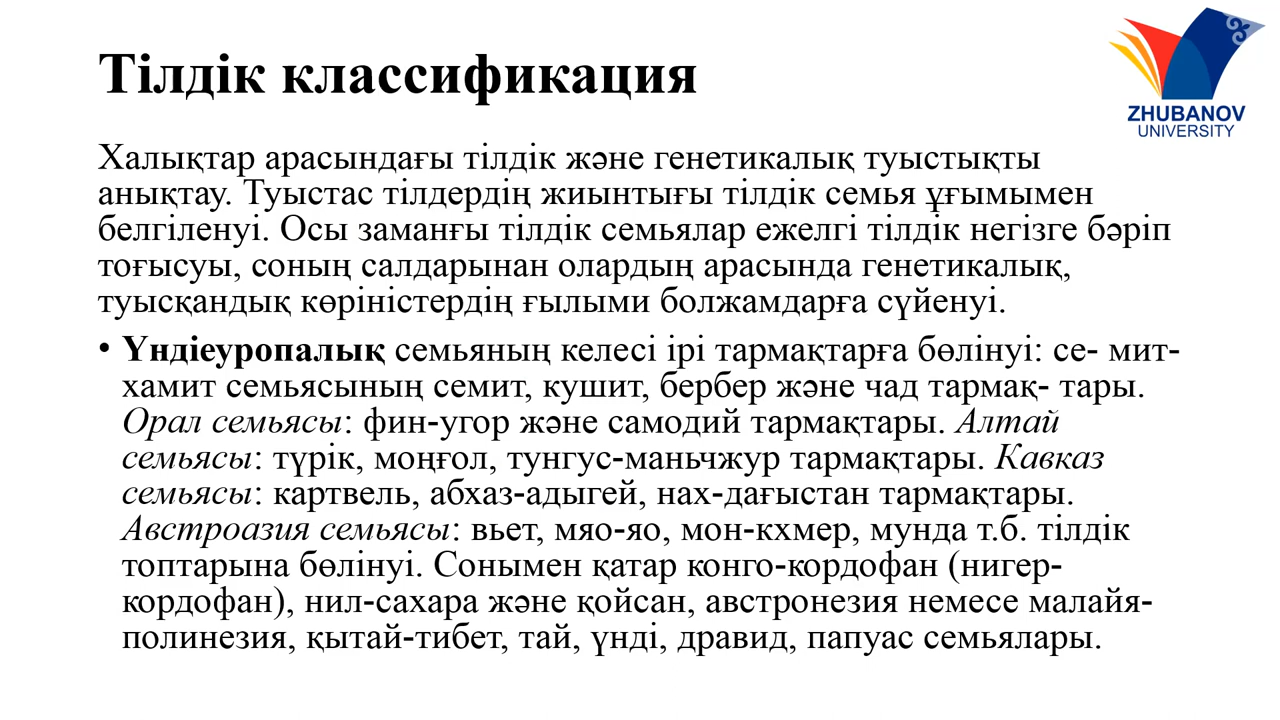 Тілдік классификация
ZHUBANOV
UNIVERSITY
Халықтар арасындағы тілдік және генетикалық туыстықты
анықтау. Туыстас тілдердің жиынтығы тілдік семья ұғымымен
белгіленуі. Осы заманғы тілдік семьялар ежелгі тілдік негізге бәріп
тоғысуы, соның салдарынан олардың арасында генетикалық,
туысқандық көріністердің ғылыми болжамдарға сүйенуі.
• Үндіеуропалық семьяның келесі ірі тармақтарға бөлінуі: се- мит-
хамит семьясының семит, кушит, бербер және чад тармақ- тары.
Орал семьясы: фин-угор және самодий тармақтары. Алтай
семьясы: түрік, моңғол, тунгус-маньчжур тармақтары. Кавказ
семьясы: картвель, абхаз-адыгей, нах-дағыстан тармақтары.
Австроазия семьясы: вьет, мяо-яо, мон-кхмер, мунда т.б. тілдік
топтарына бөлінуі. Сонымен қатар конго-кордофан (нигер-
кордофан), нил-сахара және қойсан, австронезия немесе малайя-
полинезия, қытай-тибет, тай, үнді, дравид, папуас семьялары.